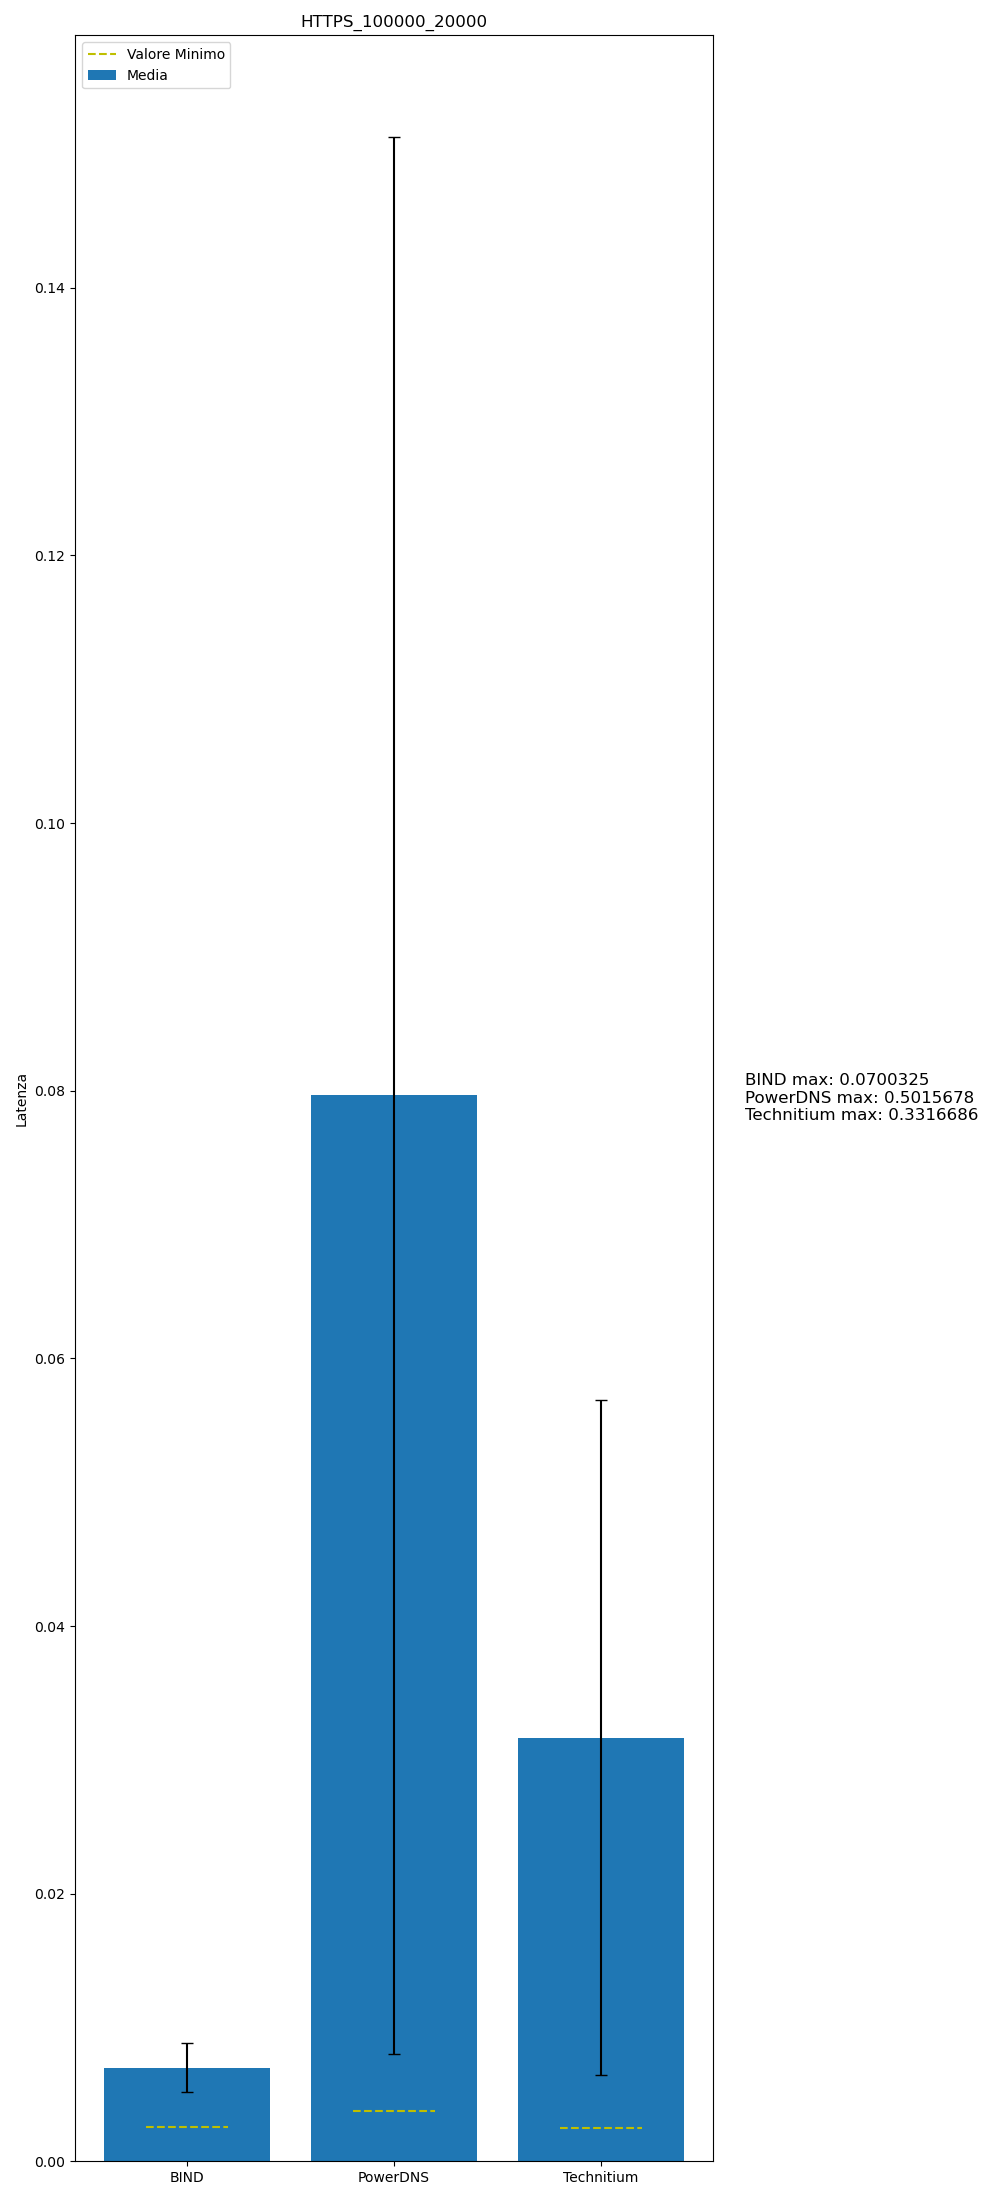 HTTPS_100000_20000
Valore Minimo
Media
0.14
0.12
0.10
0.08
0.06
0.04
0.02
0.00
Latenza
BIND max: 0.0700325
PowerDNS max: 0.5015678
Technitium max: 0.3316686
BIND
PowerDNS
Technitium